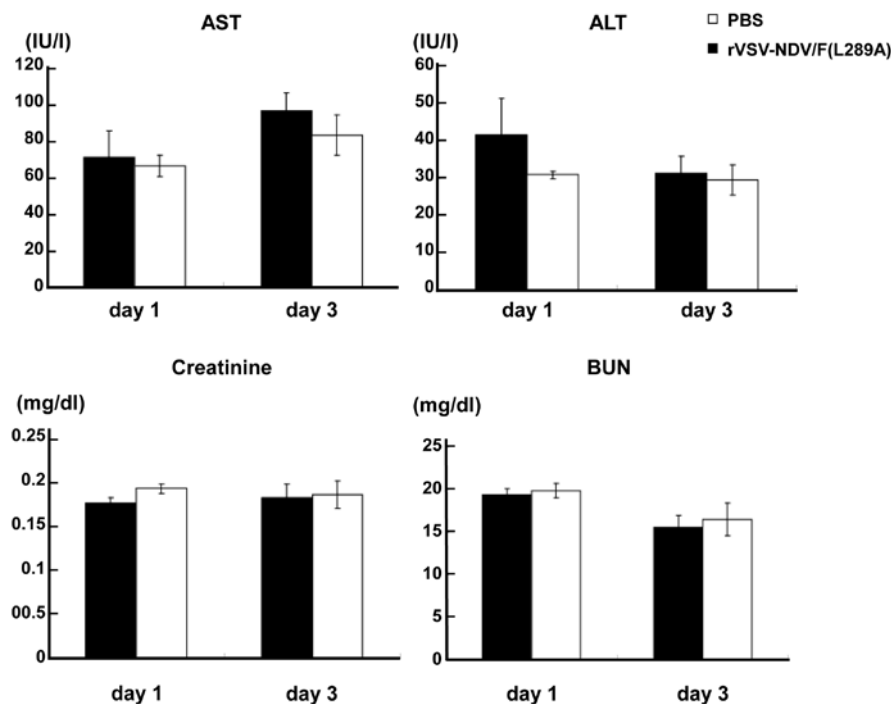 AST
(IU/l)
120
100
80
60
40
20
0
day 1 day 3
ALT
(IU/l)
60
50
40
30
20
10
0
day 1 day 3
PBS
rVSV-NDV/F(L289A)
Creatinine
(mg/dl)
0.25
0.2
0.15
0.1
00.5
0
day 1 day 3
BUN
(mg/dl)
25
20
15
10
5
0
day 1 day 3